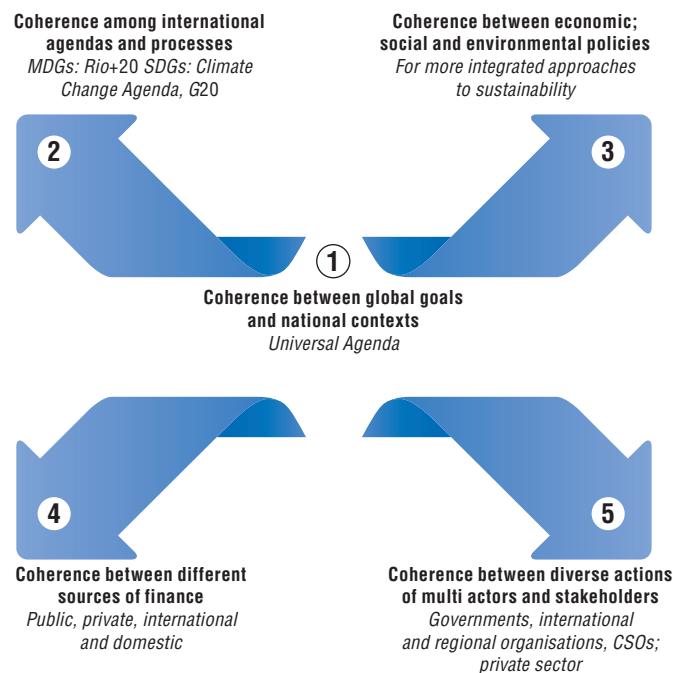 Coherence among international
agendas and processes
MDGs: Rio+20 SDGs: Climate
Change Agenda, G20
Coherence between economic;
social and environmental policies
For more integrated approaches
to sustainability
2
3
1
Coherence between global goals
and national contexts
Universal Agenda
4
5
Coherence between different
sources of finance
Public, private, international
and domestic
Coherence between diverse actions
of multi actors and stakeholders
Governments, international
and regional organisations, CSOs;
private sector